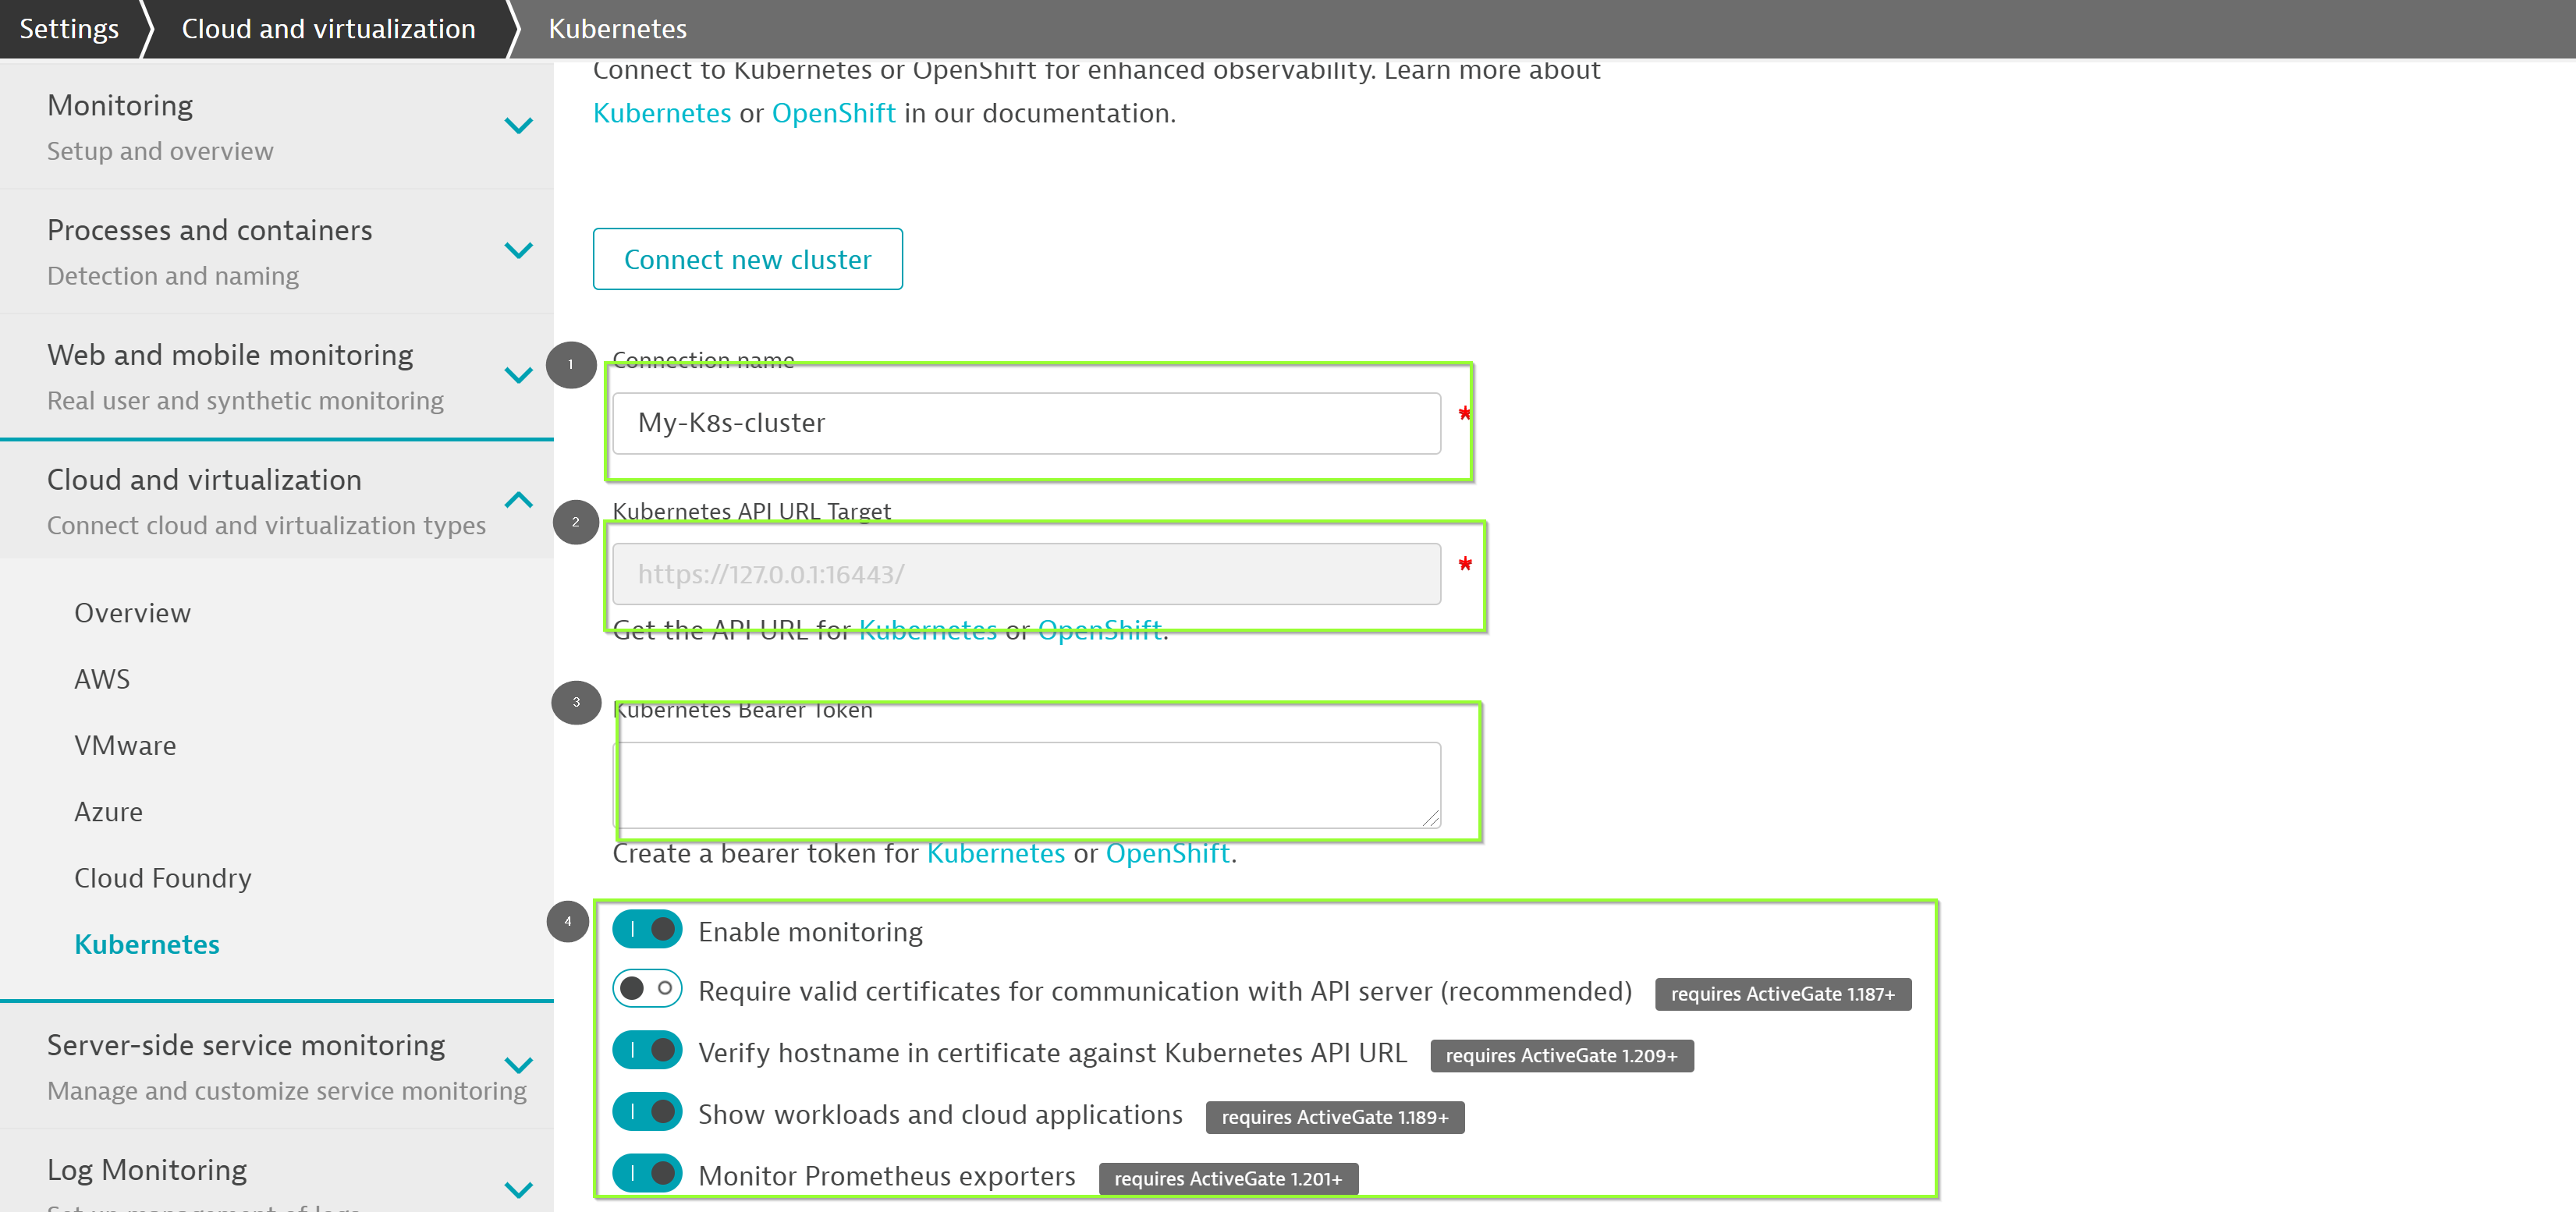 Settings
Cloud and virtualization
Kubernetes
Monitoring
Setup and overview
Processes and containers
Detection and naming
Web and mobile monitoring
Real user and synthetic monitoring
Cloud and virtualization
Connect cloud and virtualization types
Overview
AWS
VMware
Azure
Cloud Foundry
Kubernetes
Server-side service monitoring
Manage and customize service monitoring
Log Monitoring
Set up management of logs
Connect to Kubernetes or OpenShift for enhanced observability. Learn more about
Kubernetes or OpenShift in our documentation.
Connect new cluster
1
Connection name
My-K8s-cluster
*
2
Kubernetes API URL Target
https://127.0.0.1:16443/
*
Get the API URL for Kubernetes or OpenShift.
3
Kubernetes Bearer Token
Create a bearer token for Kubernetes or OpenShift.
4
Enable monitoring
Require valid certificates for communication with API server (recommended) requires ActiveGate 1.187+
Verify hostname in certificate against Kubernetes API URL requires ActiveGate 1.209+
Show workloads and cloud applications requires ActiveGate 1.189+
Monitor Prometheus exporters requires ActiveGate 1.201+